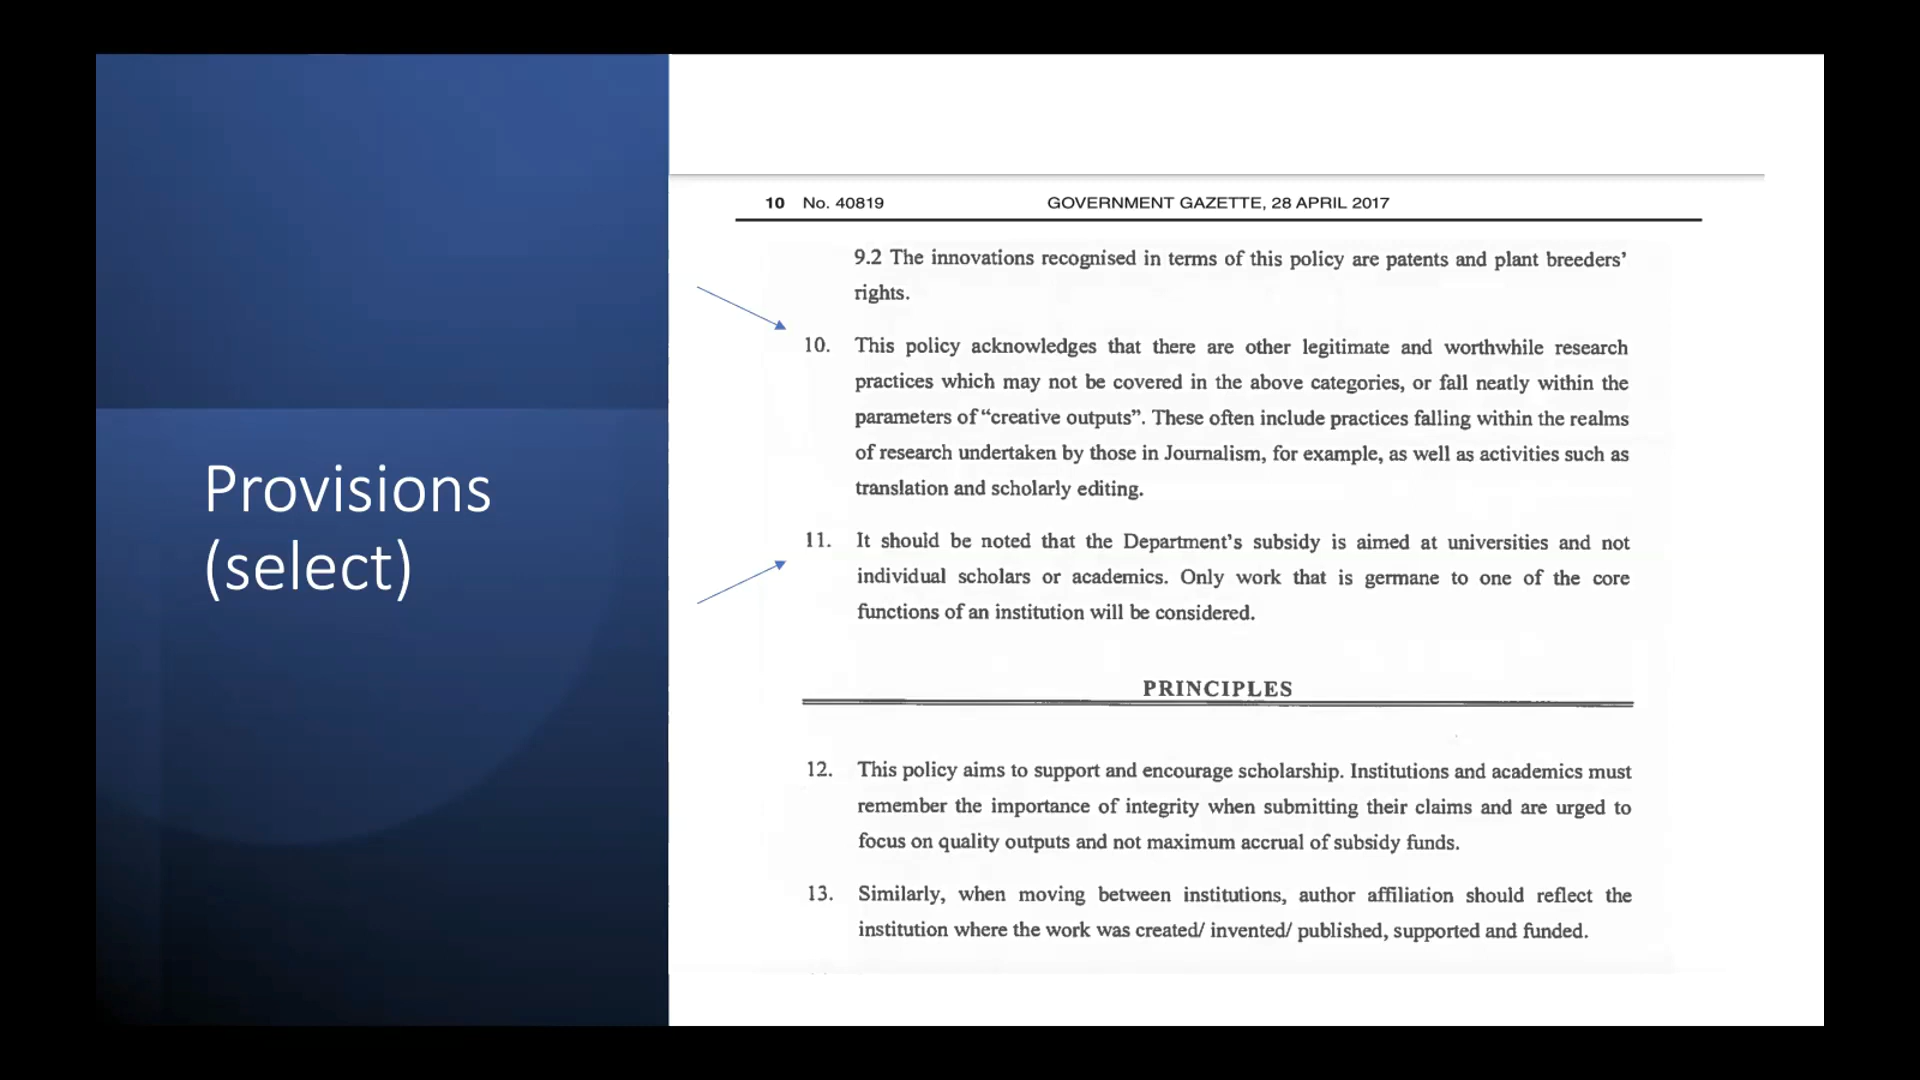 Provisions
(select)
10 No. 40819 GOVERNMENT GAZETTE, 28 APRIL 2017
9.2 The innovations recognised in terms of this policy are patents and plant breeders’
rights.
10. This policy acknowledges that there are other legitimate and worthwhile research
practices which may not be covered in the above categories, or fall neatly within the
parameters of “creative outputs”. These often include practices falling within the realms
of research undertaken by those in Journalism, for example, as well as activities such as
translation and scholarly editing.
11. It should be noted that the Department’s subsidy is aimed at universities and not
individual scholars or academics. Only work that is germane to one of the core
functions of an institution will be considered.
PRINCIPLES
12. This policy aims to support and encourage scholarship. Institutions and academics must
remember the importance of integrity when submitting their claims and are urged to
focus on quality outputs and not maximum accrual of subsidy funds.
13. Similarly, when moving between institutions, author affiliation should reflect the
institution where the work was created/ invented/ published, supported and funded.